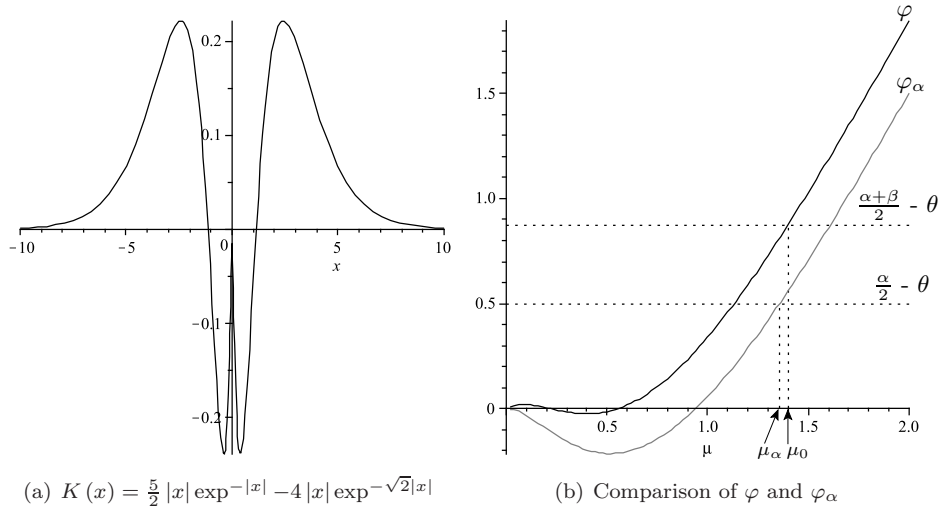 0.2
0.1
−10
−5
0
5
10
x
−0.1
−0.2
(a) K (x) = 5/2 |x| exp^{−|x|} −4 |x| exp^{−√2|x|}
φ
φ_α
1.5
1.0
(α+β)/2 - θ
α/2 - θ
0.5
0
0.5
1.0
1.5
2.0
μ
μ_α
μ_0
(b) Comparison of φ and φ_α